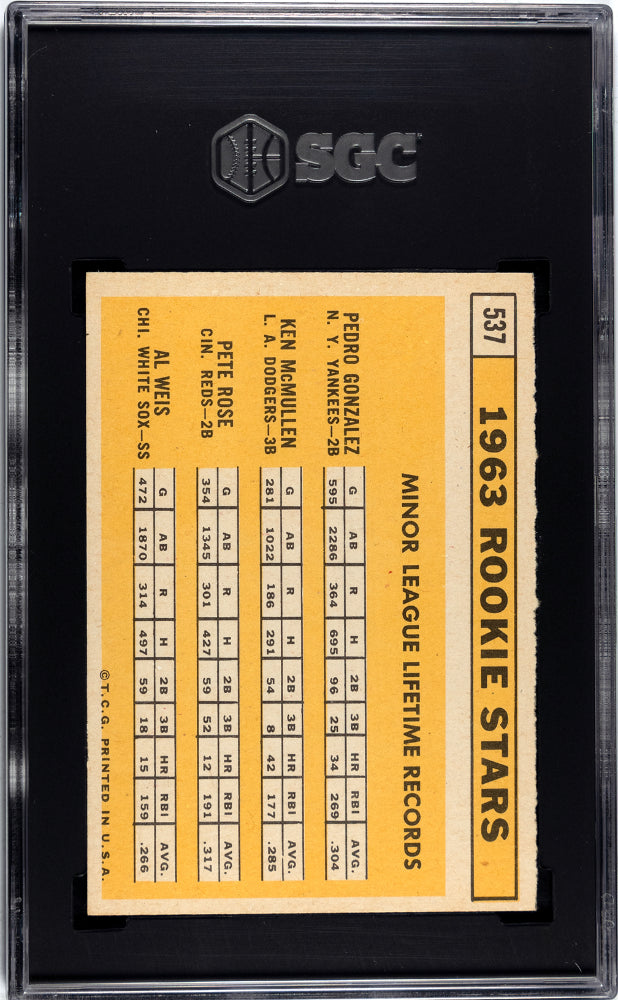 SGC
537
1963 ROOKIE STARS
MINOR LEAGUE LIFETIME RECORDS
PEDRO GONZALEZ
N. Y. YANKEES—2B
G AB R H 2B 3B HR RBI AVG.
595 2286 364 695 96 25 34 269 .304
KEN McMULLEN
L. A. DODGERS—3B
G AB R H 2B 3B HR RBI AVG.
281 1022 186 291 54 8 42 177 .285
PETE ROSE
CIN. REDS—2B
G AB R H 2B 3B HR RBI AVG.
354 1345 301 427 59 52 12 191 .317
AL WEIS
CHI. WHITE SOX—SS
G AB R H 2B 3B HR RBI AVG.
472 1870 314 497 59 18 15 159 .266
© T.C.G. PRINTED IN U.S.A.